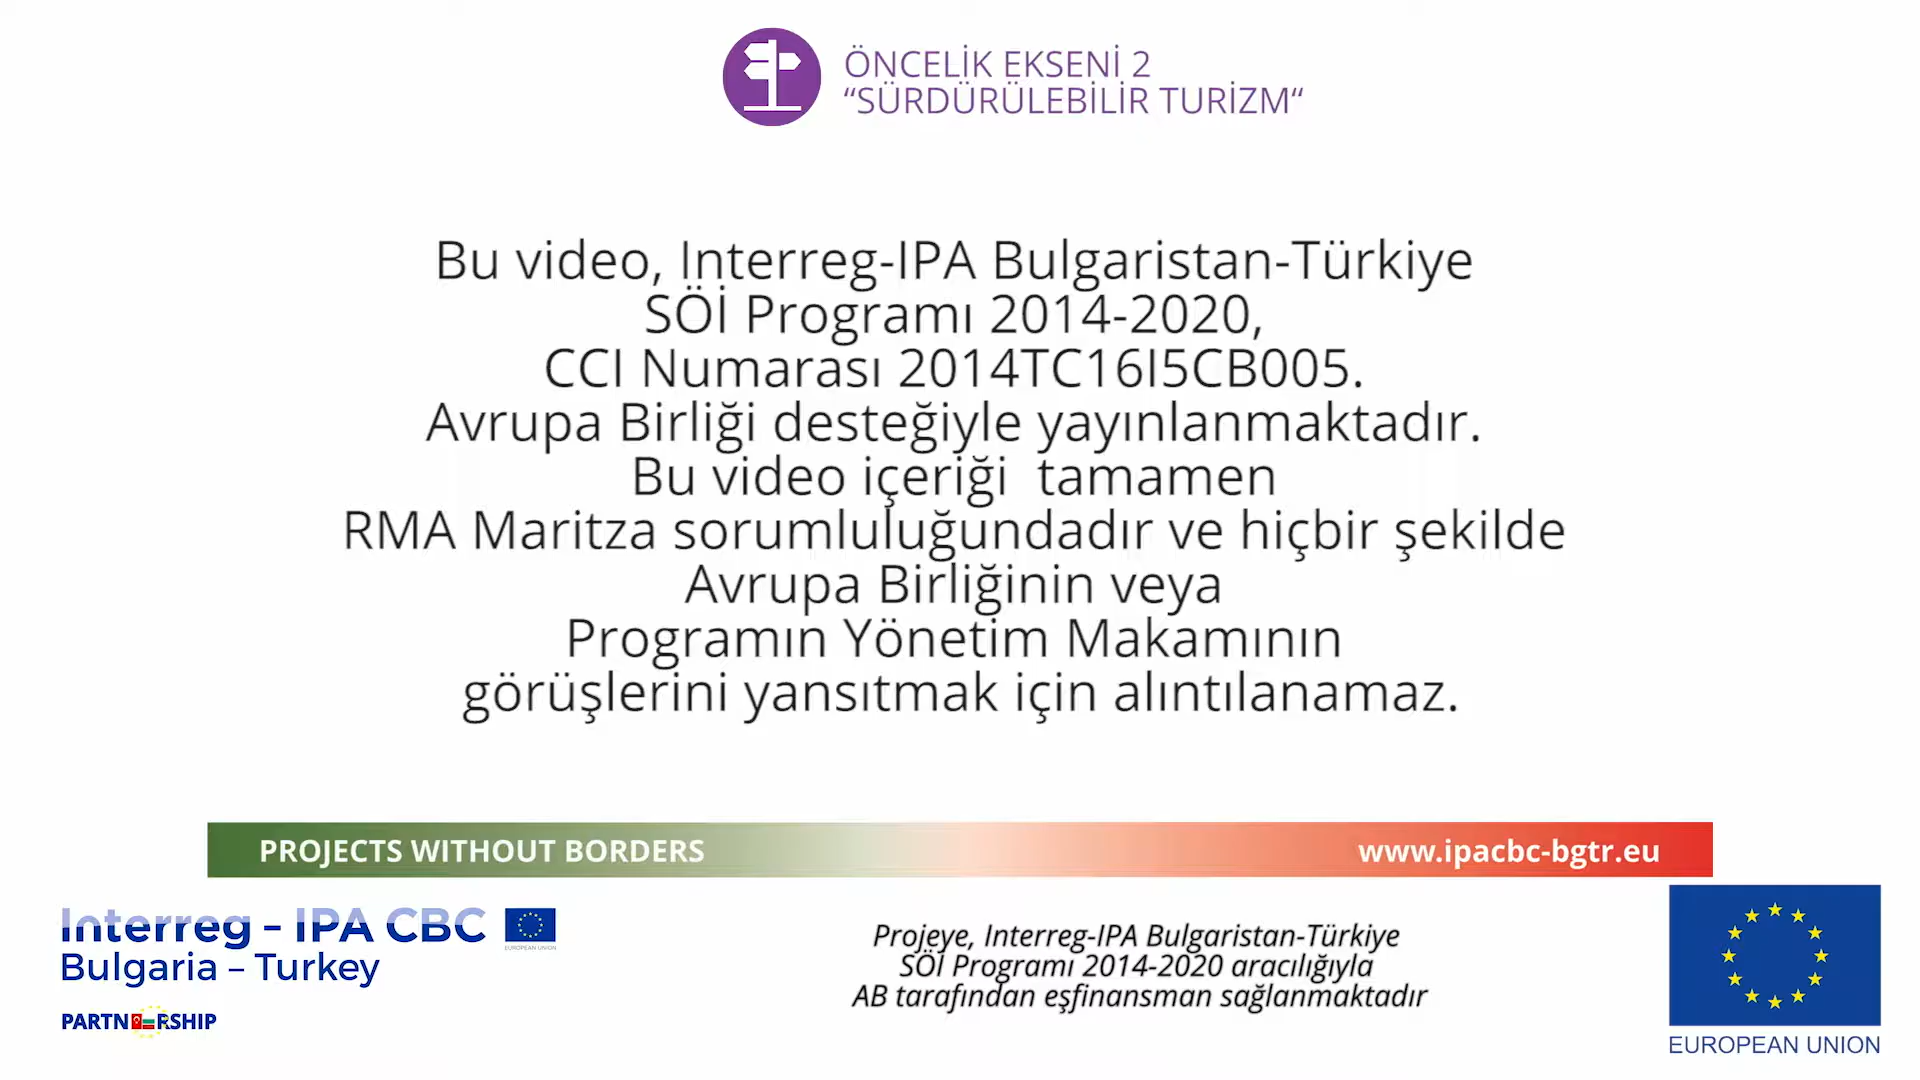 ÖNCELİK EKSENİ 2
“SÜRDÜRÜLEBİLİR TURİZM“
Bu video, Interreg-IPA Bulgaristan-Türkiye
SÖİ Programı 2014-2020,
CCI Numarası 2014TC16I5CB005.
Avrupa Birliği desteğiyle yayınlanmaktadır.
Bu video içeriği  tamamen
RMA Maritza sorumluluğundadır ve hiçbir şekilde
Avrupa Birliğinin veya
Programın Yönetim Makamının
görüşlerini yansıtmak için alıntılanamaz.
PROJECTS WITHOUT BORDERS
www.ipacbc-bgtr.eu
Interreg - IPA CBC
EUROPEAN UNION
Bulgaria – Turkey
PARTNERSHIP
Projeye, Interreg-IPA Bulgaristan-Türkiye
SÖİ Programı 2014-2020 aracılığıyla
AB tarafından eşfinansman sağlanmaktadır
EUROPEAN UNION